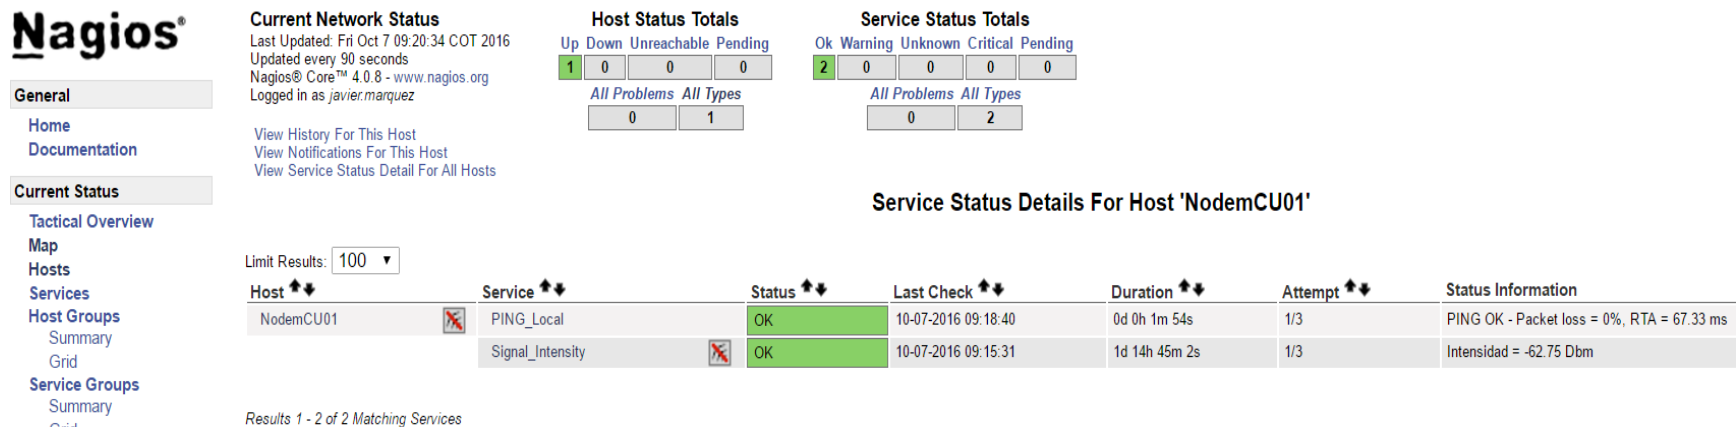 Nagios®
General
Home
Documentation
Current Status
Tactical Overview
Map
Hosts
Services
Host Groups
Summary
Grid
Service Groups
Summary
Grid
Current Network Status
Last Updated: Fri Oct 7 09:20:34 COT 2016
Updated every 90 seconds
Nagios® Core™ 4.0.8 - www.nagios.org
Logged in as javier.marquez
View History For This Host
View Notifications For This Host
View Service Status Detail For All Hosts
Host Status Totals
Up Down Unreachable Pending
1 0 0 0
All Problems All Types
0 1
Service Status Totals
Ok Warning Unknown Critical Pending
2 0 0 0 0
All Problems All Types
0 2
Service Status Details For Host 'NodemCU01'
Limit Results: 100
Host Service Status Last Check Duration Attempt Status Information
NodemCU01 PING_Local OK 10-07-2016 09:18:40 0d 0h 1m 54s 1/3 PING OK - Packet loss = 0%, RTA = 67.33 ms
Signal_Intensity OK 10-07-2016 09:15:31 1d 14h 45m 2s 1/3 Intensidad = -62.75 Dbm
Results 1 - 2 of 2 Matching Services